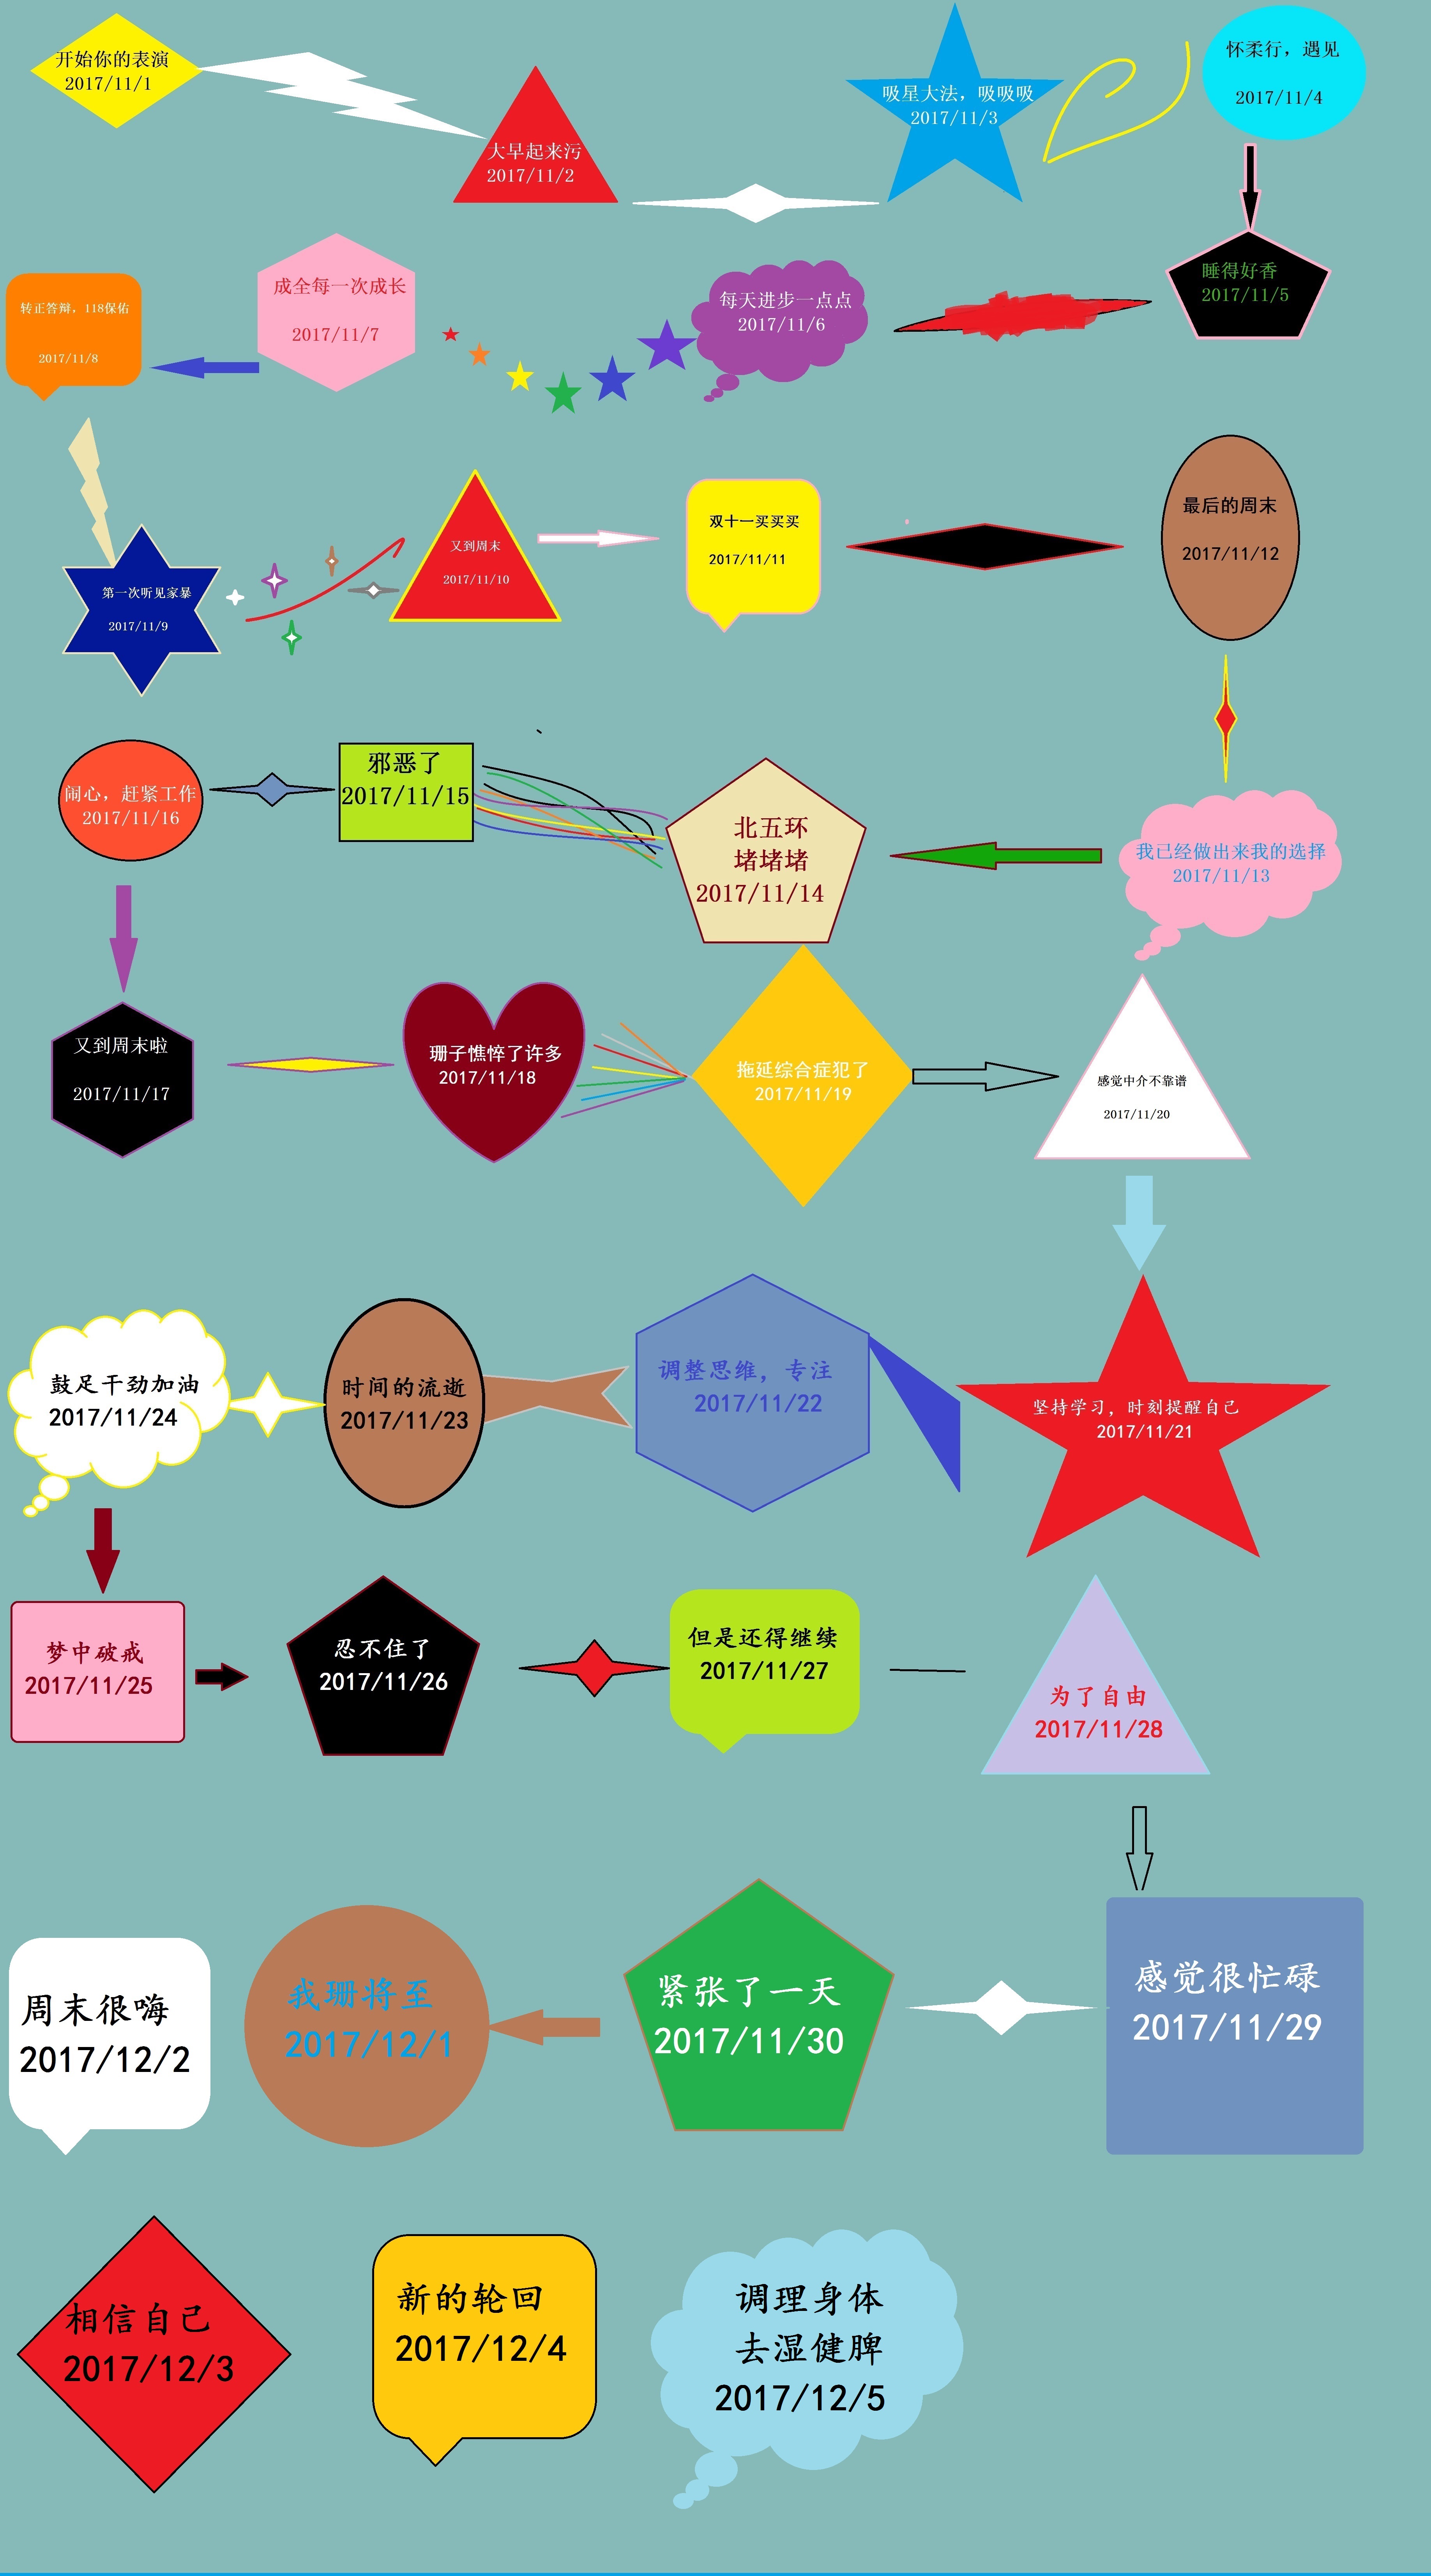 开始你的表演
2017/11/1
大早起来污
2017/11/2
吸星大法，吸吸吸
2017/11/3
怀柔行，遇见
2017/11/4
睡得好香
2017/11/5
每天进步一点点
2017/11/6
成全每一次成长
2017/11/7
转正答辩，118保佑
2017/11/8
第一次听见家暴
2017/11/9
又到周末
2017/11/10
双十一买买买
2017/11/11
最后的周末
2017/11/12
我已经做出来我的选择
2017/11/13
北五环
堵堵堵
2017/11/14
邪恶了
2017/11/15
闹心，赶紧工作
2017/11/16
又到周末啦
2017/11/17
珊子憔悴了许多
2017/11/18
拖延综合症犯了
2017/11/19
感觉中介不靠谱
2017/11/20
坚持学习，时刻提醒自己
2017/11/21
调整思维，专注
2017/11/22
时间的流逝
2017/11/23
鼓足干劲加油
2017/11/24
梦中破戒
2017/11/25
忍不住了
2017/11/26
但是还得继续
2017/11/27
为了自由
2017/11/28
感觉很忙碌
2017/11/29
紧张了一天
2017/11/30
我珊将至
2017/12/1
周末很嗨
2017/12/2
相信自己
2017/12/3
新的轮回
2017/12/4
调理身体
去湿健脾
2017/12/5